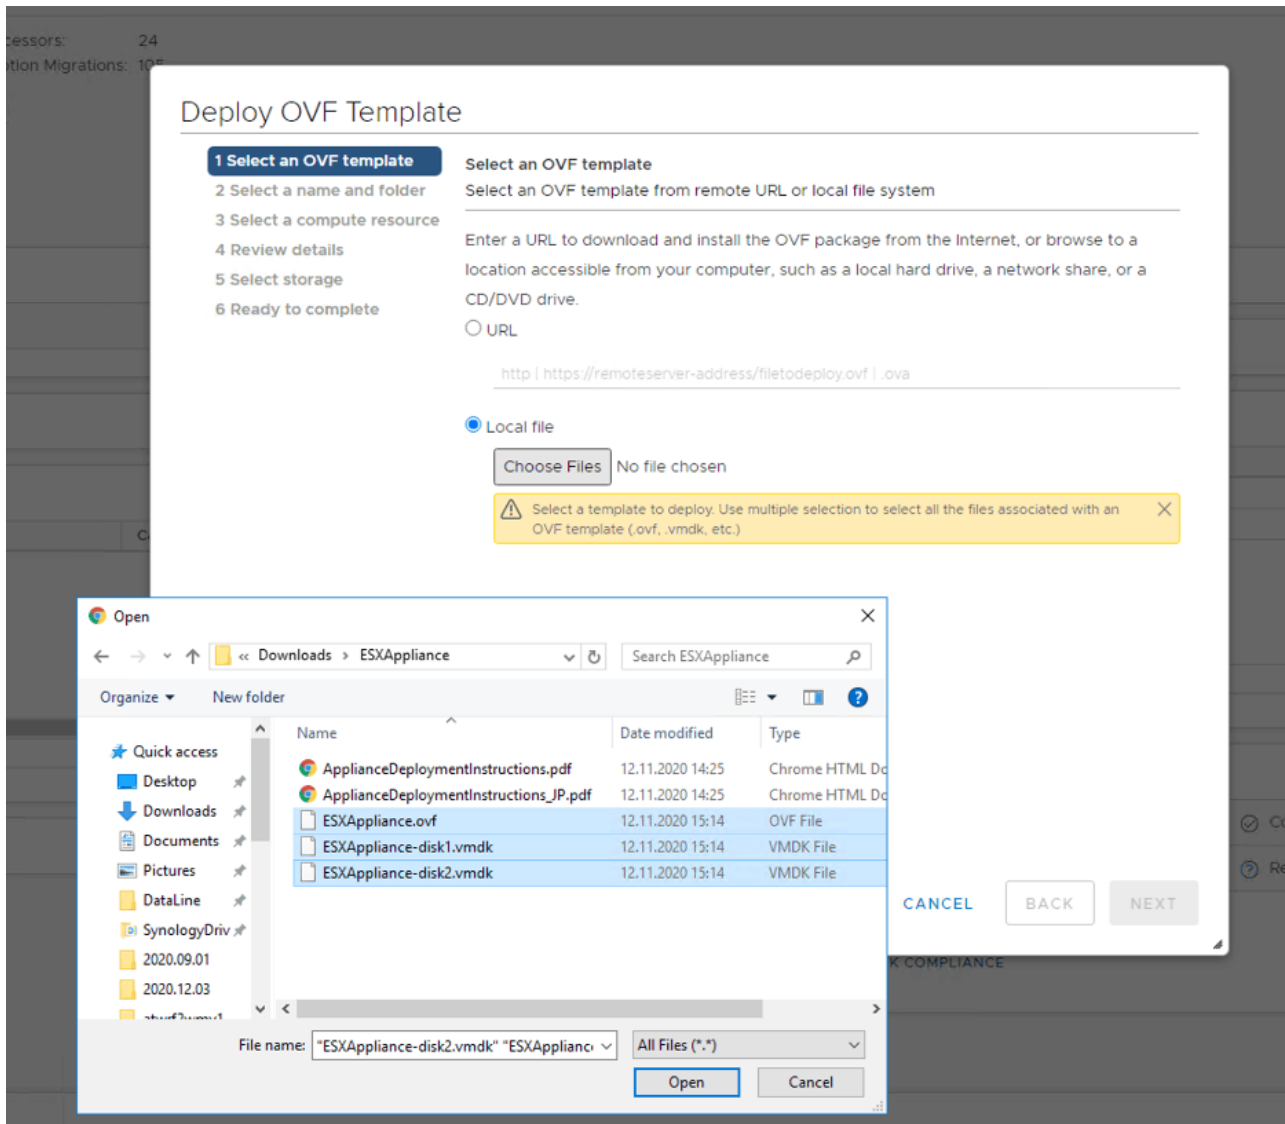 cessors: 24
tion Migrations: 105
Deploy OVF Template
1 Select an OVF template
2 Select a name and folder
3 Select a compute resource
4 Review details
5 Select storage
6 Ready to complete
Select an OVF template
Select an OVF template from remote URL or local file system
Enter a URL to download and install the OVF package from the Internet, or browse to a
location accessible from your computer, such as a local hard drive, a network share, or a
CD/DVD drive.
URL
http | https://remoteserver-address/filetodeploy.ovf | .ova
Local file
Choose Files No file chosen
Select a template to deploy. Use multiple selection to select all the files associated with an
OVF template (.ovf, .vmdk, etc.)
CANCEL BACK NEXT
K COMPLIANCE
Open
« Downloads › ESXAppliance
Search ESXAppliance
Organize New folder
Name Date modified Type
Quick access
Desktop
Downloads
Documents
Pictures
DataLine
SynologyDriv
2020.09.01
2020.12.03
ApplianceDeploymentInstructions.pdf 12.11.2020 14:25 Chrome HTML Do
ApplianceDeploymentInstructions_JP.pdf 12.11.2020 14:25 Chrome HTML Do
ESXAppliance.ovf 12.11.2020 15:14 OVF File
ESXAppliance-disk1.vmdk 12.11.2020 15:14 VMDK File
ESXAppliance-disk2.vmdk 12.11.2020 15:14 VMDK File
File name: "ESXAppliance-disk2.vmdk" "ESXAppliance
All Files (*.*)
Open Cancel